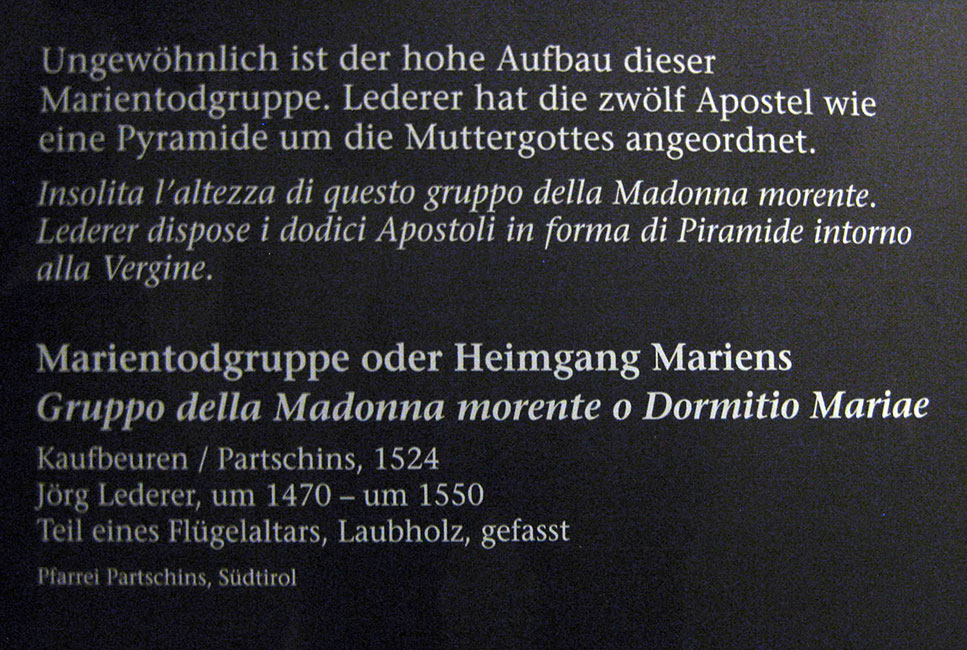 Ungewöhnlich ist der hohe Aufbau dieser
Marientodgruppe. Lederer hat die zwölf Apostel wie
eine Pyramide um die Muttergottes angeordnet.
Insolita l'altezza di questo gruppo della Madonna morente.
Lederer dispose i dodici Apostoli in forma di Piramide intorno
alla Vergine.
Marientodgruppe oder Heimgang Mariens
Gruppo della Madonna morente o Dormitio Mariae
Kaufbeuren / Partschins, 1524
Jörg Lederer, um 1470 – um 1550
Teil eines Flügelaltars, Laubholz, gefasst
Pfarrei Partschins, Südtirol